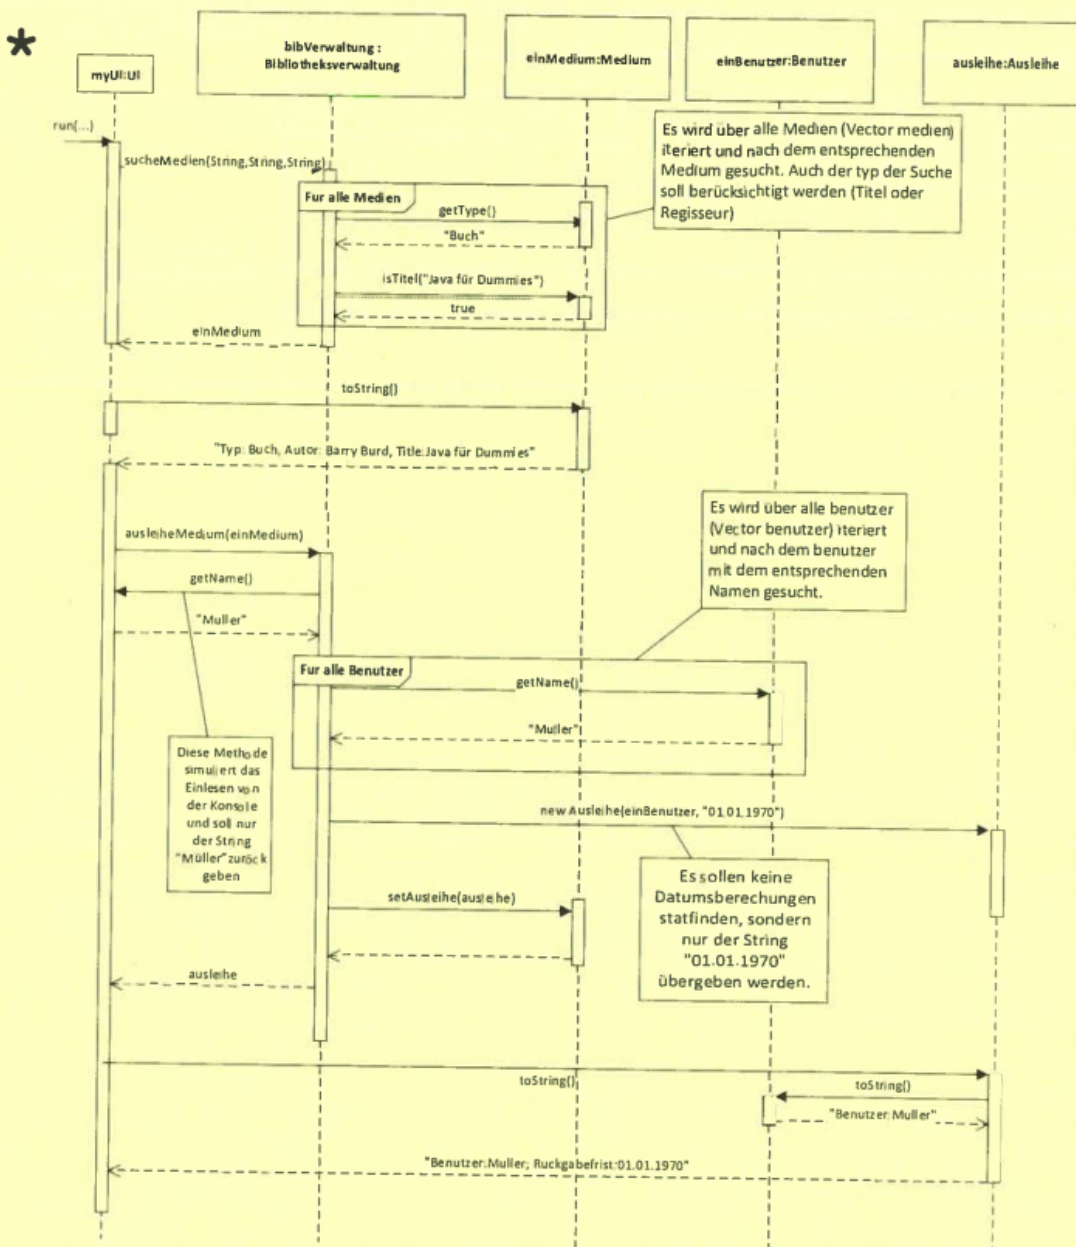 *
myUI:UI
bibVerwaltung :
Bibliotheksverwaltung
einMedium:Medium
einBenutzer:Benutzer
ausleihe:Ausleihe
run(...)
sucheMedien(String,String,String)
Es wird über alle Medien (Vector medien)
iteriert und nach dem entsprechenden
Medium gesucht. Auch der typ der Suche
soll berücksichtigt werden (Titel oder
Regisseur)
Fur alle Medien
getType()
"Buch"
isTitel("Java für Dummies")
true
einMedium
toString()
"Typ: Buch, Autor: Barry Burd, Title:Java für Dummies"
Es wird über alle benutzer
(Vector benutzer) iteriert
und nach dem benutzer
mit dem entsprechenden
Namen gesucht.
ausleiheMedium(einMedium)
getName()
"Muller"
Fur alle Benutzer
getName()
"Muller"
Diese Methode
simuliert das
Einlesen von
der Konsole
und soll nur
der String
"Müller" zurück
geben
new Ausleihe(einBenutzer, "01.01.1970")
Es sollen keine
Datumsberechungen
statfinden, sondern
nur der String
"01.01.1970"
übergeben werden.
setAusleihe(ausleihe)
ausleihe
toString()
toString()
"Benutzer:Muller"
"Benutzer:Muller; Ruckgabefrist:01.01.1970"